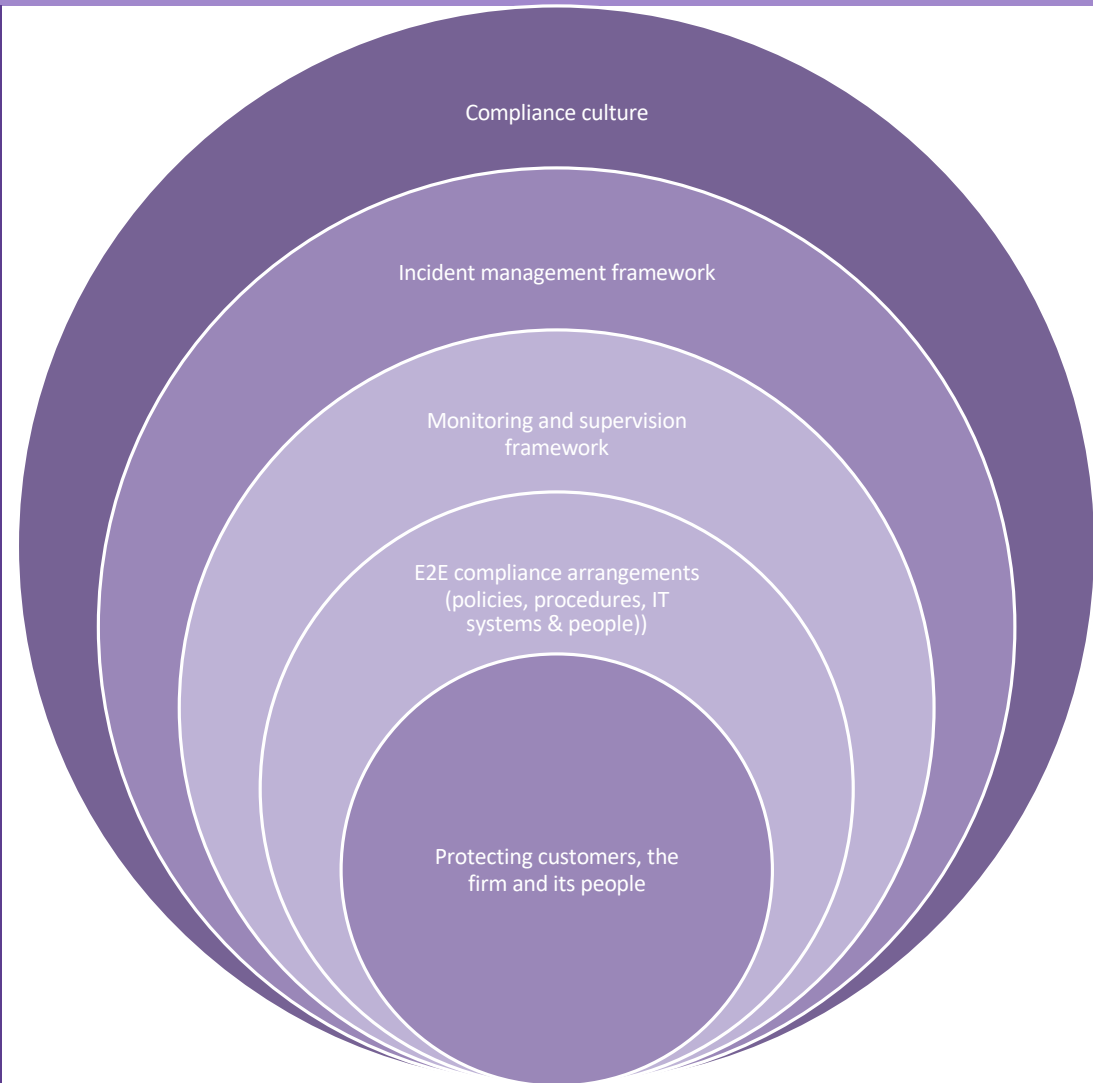 Compliance culture
Incident management framework
Monitoring and supervision
framework
E2E compliance arrangements
(policies, procedures, IT
systems & people))
Protecting customers, the
firm and its people